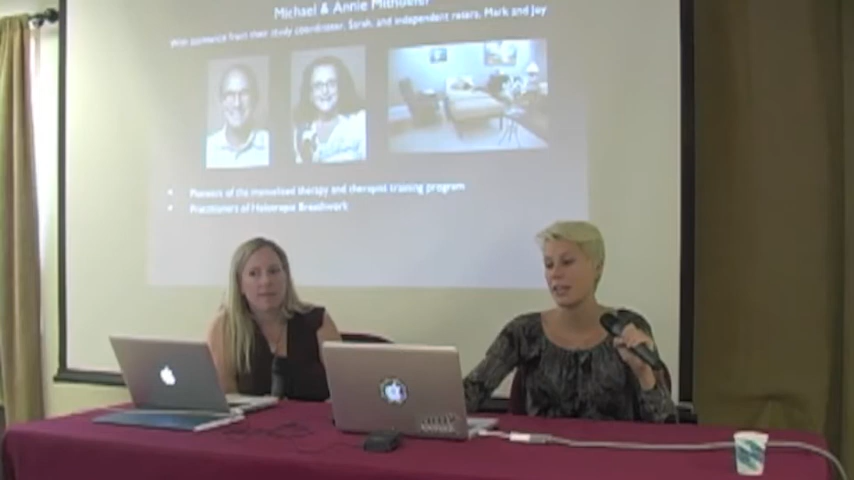 Michael & Annie Mithoefer
With assistance from their study coordinator, Sarah, and independent raters, Mark and Joy
• Pioneers of the manualized therapy and therapist training program
• Practitioners of Holotropic Breathwork